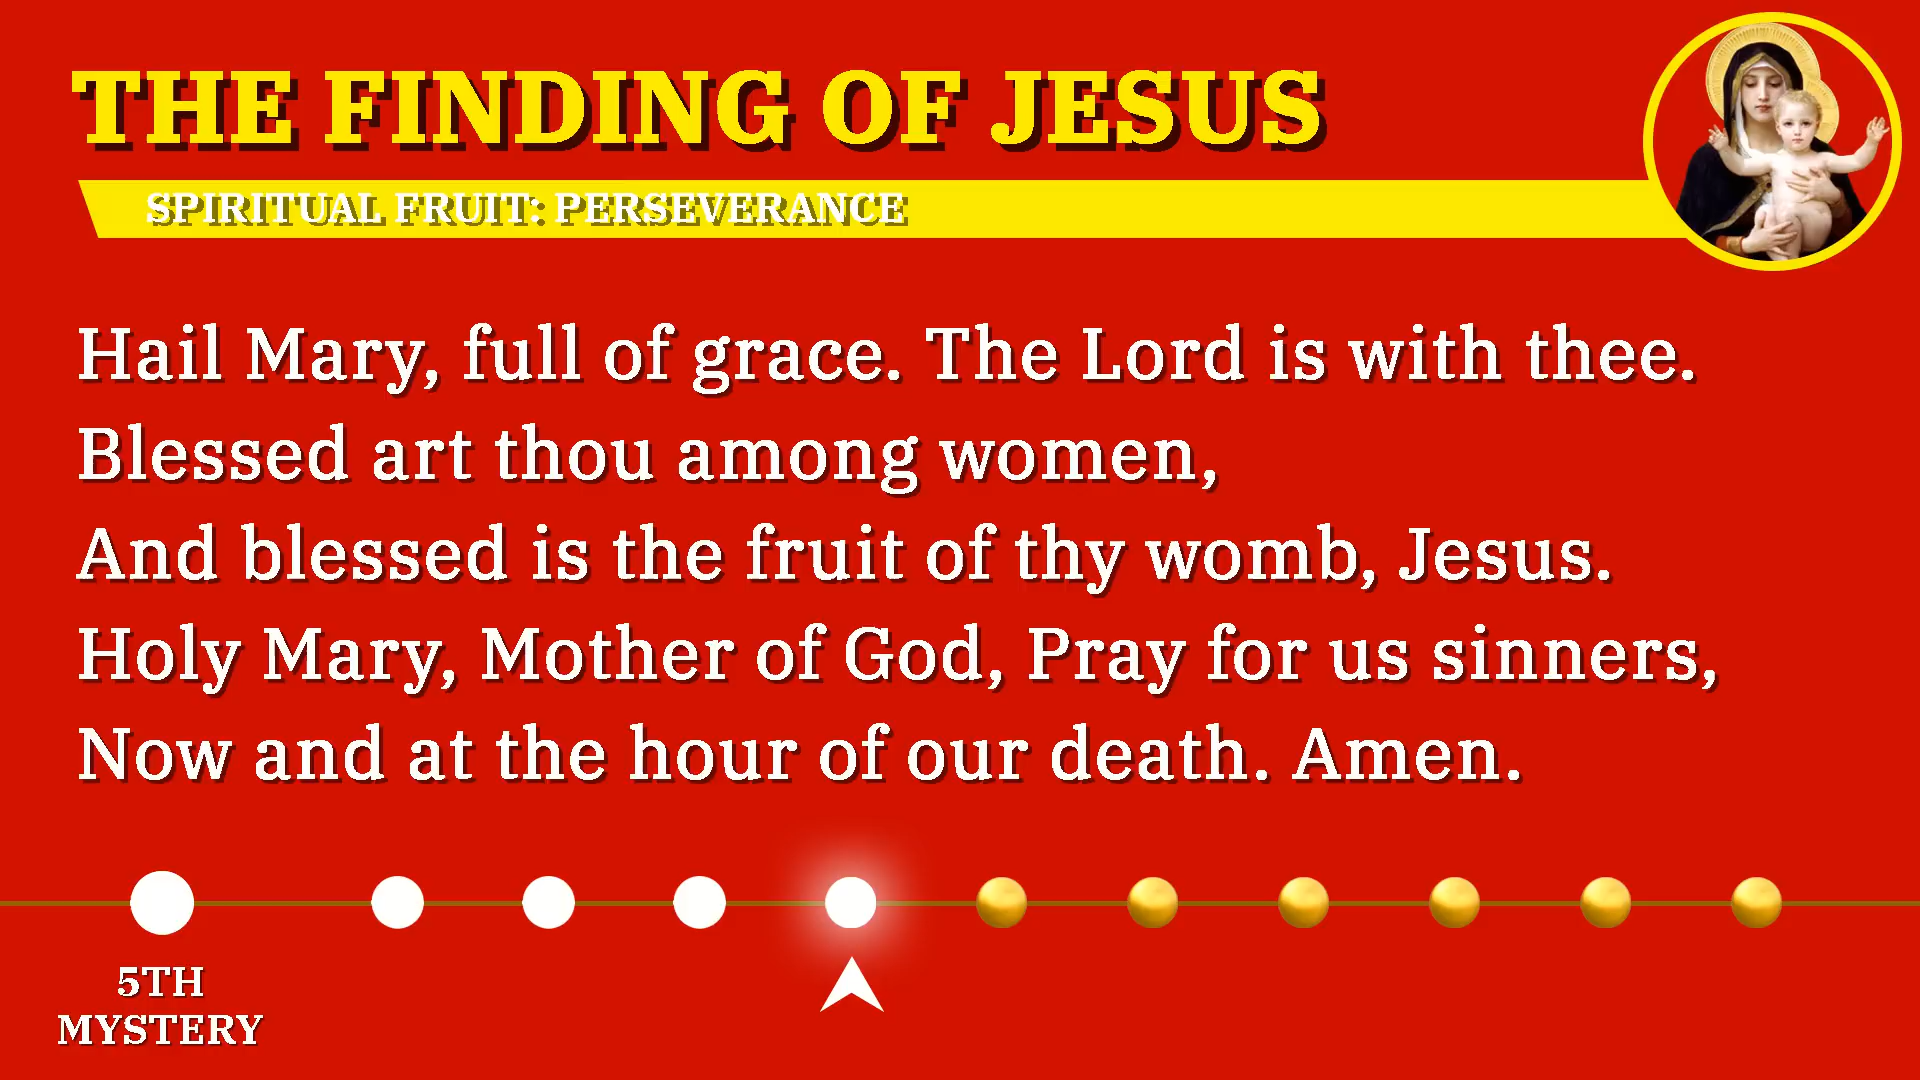 THE FINDING OF JESUS
SPIRITUAL FRUIT: PERSEVERANCE
Hail Mary, full of grace. The Lord is with thee.
Blessed art thou among women,
And blessed is the fruit of thy womb, Jesus.
Holy Mary, Mother of God, Pray for us sinners,
Now and at the hour of our death. Amen.
5TH
MYSTERY